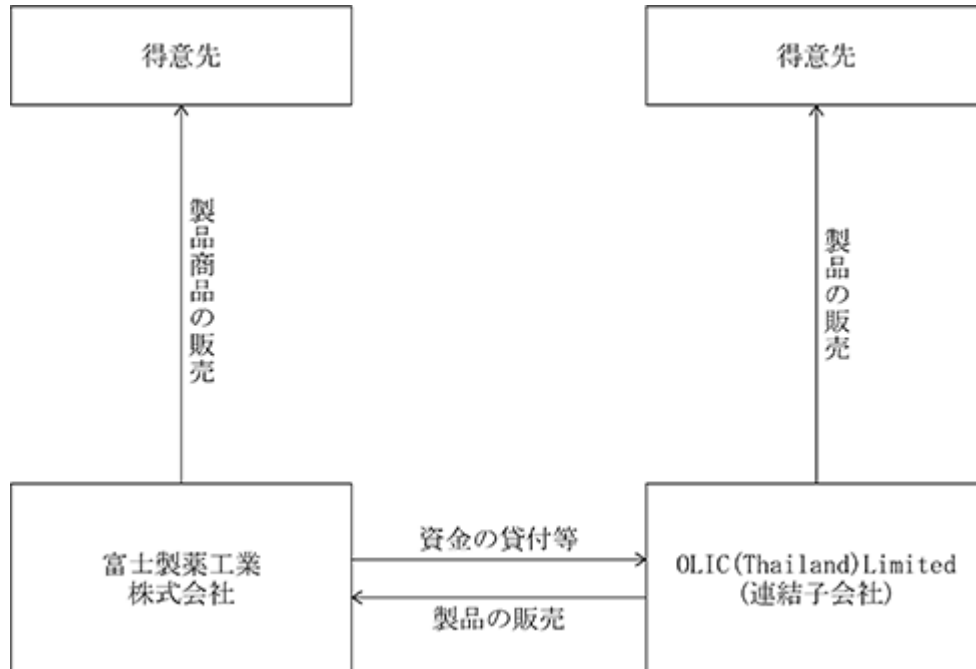 得意先
得意先
製品商品の販売
製品の販売
富士製薬工業
株式会社
資金の貸付等
製品の販売
OLIC(Thailand)Limited
(連結子会社)